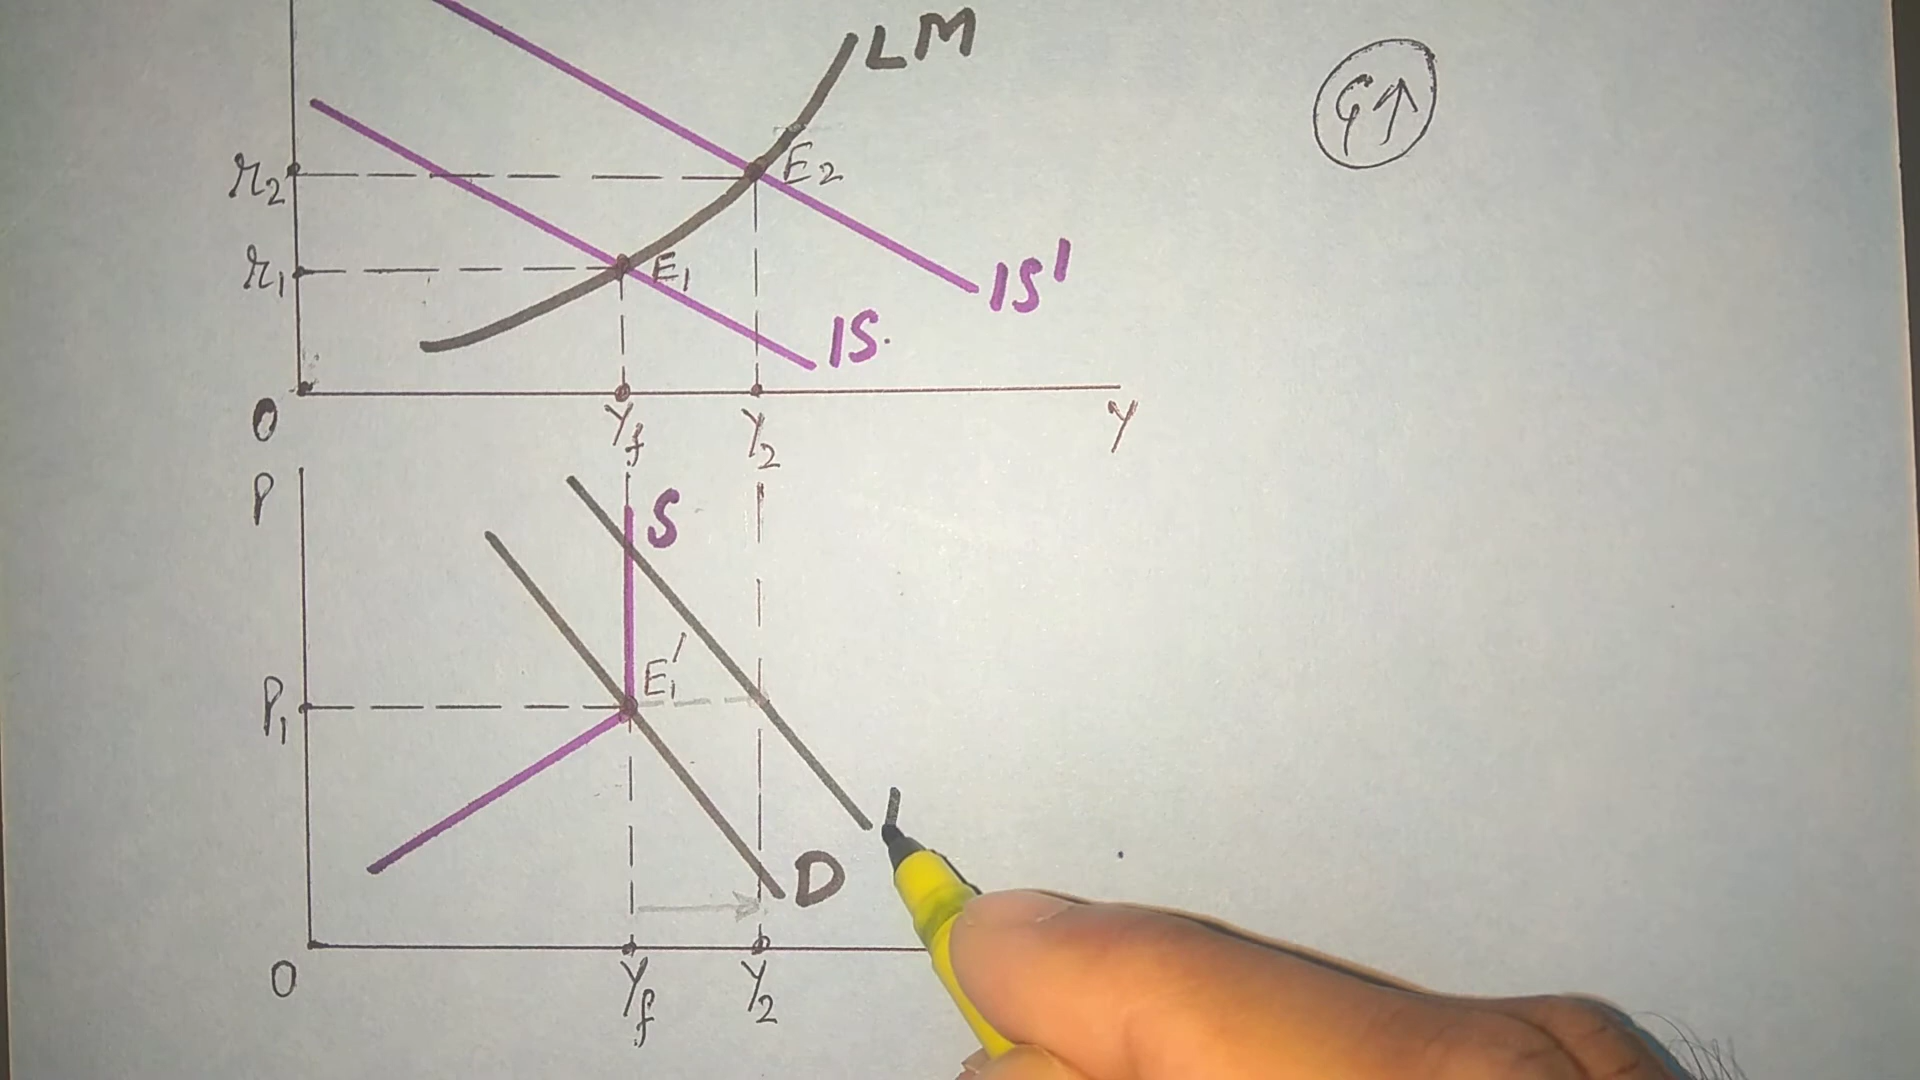 LM
G↑
r2
E2
r1
E1
IS'
IS.
O
Yf
Y2
Y
P
S
E1'
P1
D
O
Yf
Y2